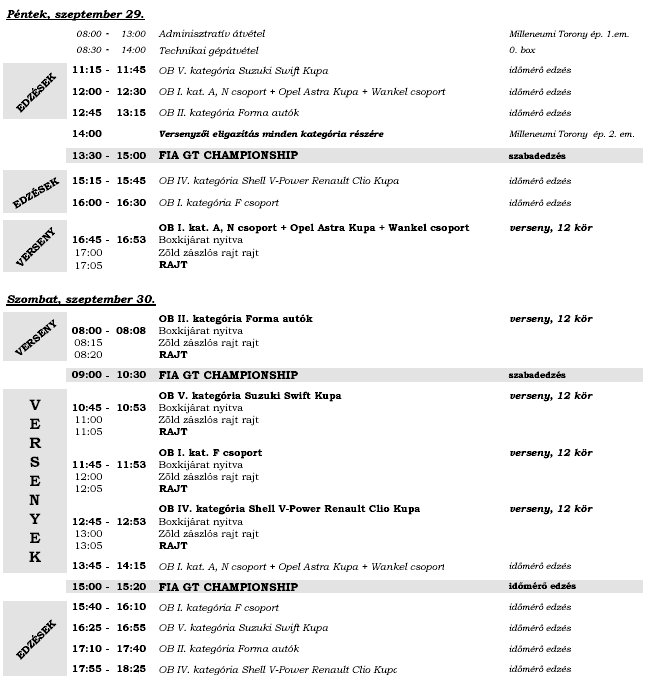 Péntek, szeptember 29.
08:00 - 13:00 Adminisztratív átvétel Milleneumi Torony ép. 1.em.
08:30 - 14:00 Technikai gépátvétel 0. box
EDZÉSEK
11:15 - 11:45 OB V. kategória Suzuki Swift Kupa időmérő edzés
12:00 - 12:30 OB I. kat. A, N csoport + Opel Astra Kupa + Wankel csoport időmérő edzés
12:45 13:15 OB II. kategória Forma autók időmérő edzés
14:00 Versenyzői eligazítás minden kategória részére Milleneumi Torony ép. 2. em.
13:30 - 15:00 FIA GT CHAMPIONSHIP szabadedzés
EDZÉSEK
15:15 - 15:45 OB IV. kategória Shell V-Power Renault Clio Kupa időmérő edzés
16:00 - 16:30 OB I. kategória F csoport időmérő edzés
VERSENY
OB I. kat. A, N csoport + Opel Astra Kupa + Wankel csoport verseny, 12 kör
16:45 - 16:53 Boxkijárat nyitva
17:00 Zöld zászlós rajt rajt
17:05 RAJT
Szombat, szeptember 30.
VERSENY
OB II. kategória Forma autók verseny, 12 kör
08:00 - 08:08 Boxkijárat nyitva
08:15 Zöld zászlós rajt rajt
08:20 RAJT
09:00 - 10:30 FIA GT CHAMPIONSHIP szabadedzés
VERSENYEK
OB V. kategória Suzuki Swift Kupa verseny, 12 kör
10:45 - 10:53 Boxkijárat nyitva
11:00 Zöld zászlós rajt rajt
11:05 RAJT
OB I. kat. F csoport verseny, 12 kör
11:45 - 11:53 Boxkijárat nyitva
12:00 Zöld zászlós rajt rajt
12:05 RAJT
OB IV. kategória Shell V-Power Renault Clio Kupa verseny, 12 kör
12:45 - 12:53 Boxkijárat nyitva
13:00 Zöld zászlós rajt rajt
13:05 RAJT
13:45 - 14:15 OB I. kat. A, N csoport + Opel Astra Kupa + Wankel csoport időmérő edzés
15:00 - 15:20 FIA GT CHAMPIONSHIP időmérő edzés
EDZÉSEK
15:40 - 16:10 OB I. kategória F csoport időmérő edzés
16:25 - 16:55 OB V. kategória Suzuki Swift Kupa időmérő edzés
17:10 - 17:40 OB II. kategória Forma autók időmérő edzés
17:55 - 18:25 OB IV. kategória Shell V-Power Renault Clio Kupa időmérő edzés